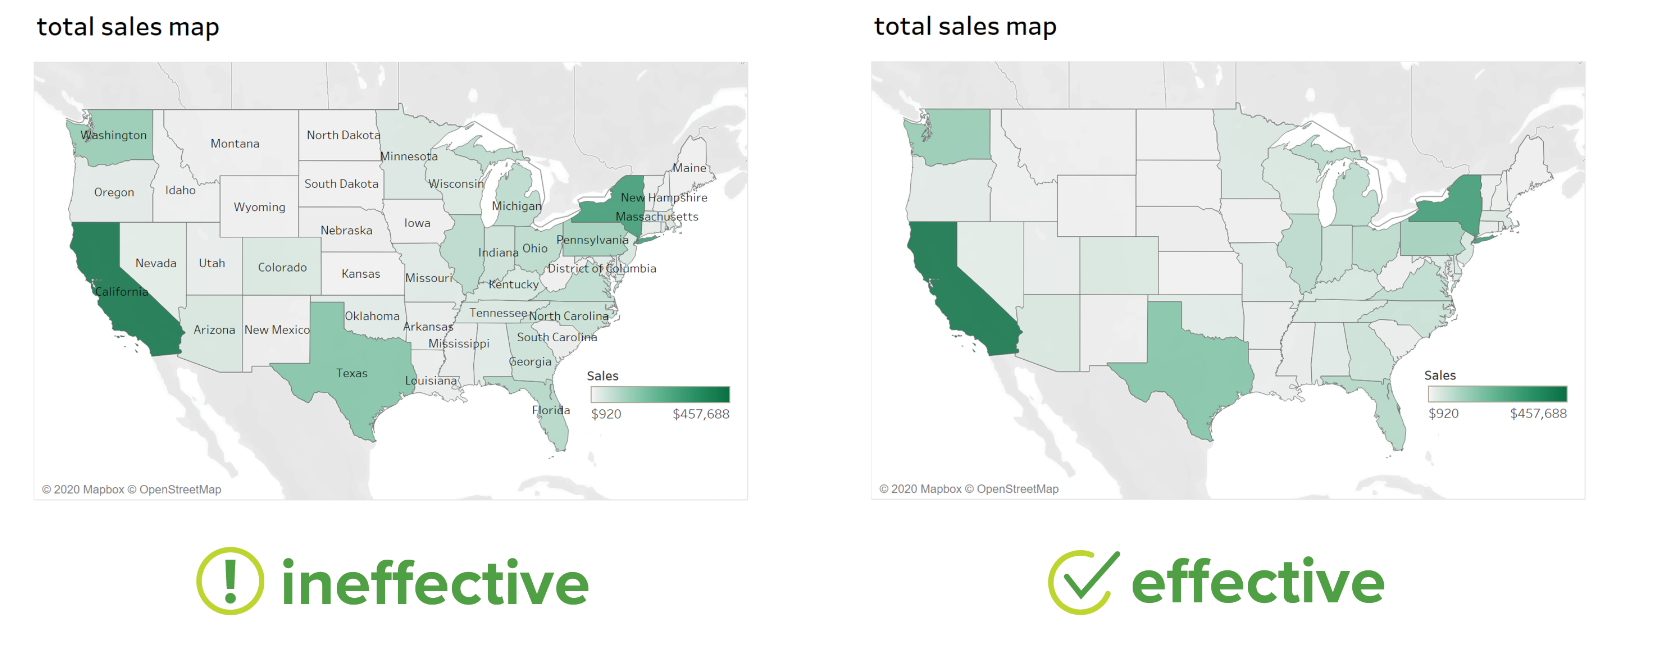 total sales map
Washington
Montana
North Dakota
Minnesota
Maine
Oregon
Idaho
South Dakota
Wisconsin
Wyoming
Michigan
New Hampshire
Massachusetts
Iowa
Nebraska
Pennsylvania
Ohio
Indiana
Nevada
Utah
Colorado
Kansas
Missouri
District of Columbia
Kentucky
California
Tennessee
North Carolina
Oklahoma
Arizona
New Mexico
Arkansas
South Carolina
Mississippi
Georgia
Texas
Louisiana
Florida
Sales
$920 $457,688
© 2020 Mapbox © OpenStreetMap
ineffective
total sales map
Sales
$920 $457,688
© 2020 Mapbox © OpenStreetMap
effective